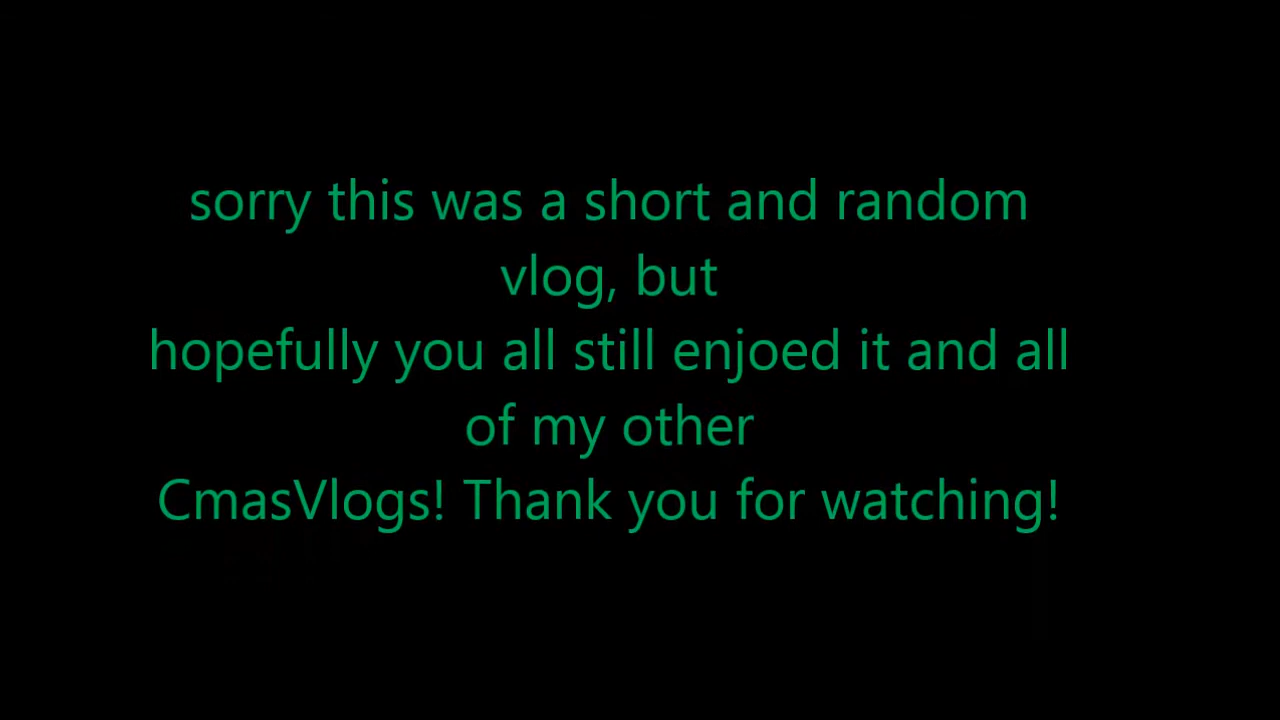 sorry this was a short and random
vlog, but
hopefully you all still enjoed it and all
of my other
CmasVlogs! Thank you for watching!